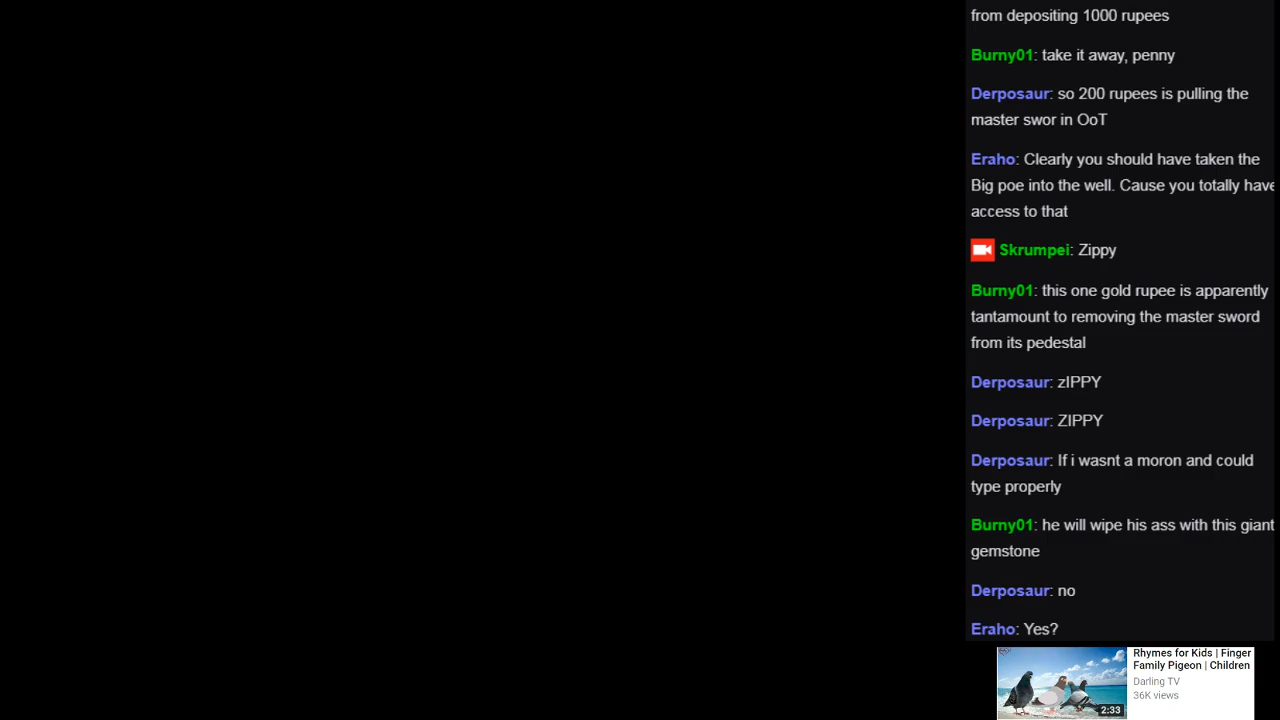 from depositing 1000 rupees
Burny01: take it away, penny
Derposaur: so 200 rupees is pulling the
master swor in OoT
Eraho: Clearly you should have taken the
Big poe into the well. Cause you totally have
access to that
Skrumpei: Zippy
Burny01: this one gold rupee is apparently
tantamount to removing the master sword
from its pedestal
Derposaur: zIPPY
Derposaur: ZIPPY
Derposaur: If i wasnt a moron and could
type properly
Burny01: he will wipe his ass with this giant
gemstone
Derposaur: no
Eraho: Yes?
Rhymes for Kids | Finger
Family Pigeon | Children
Darling TV
36K views
2:33